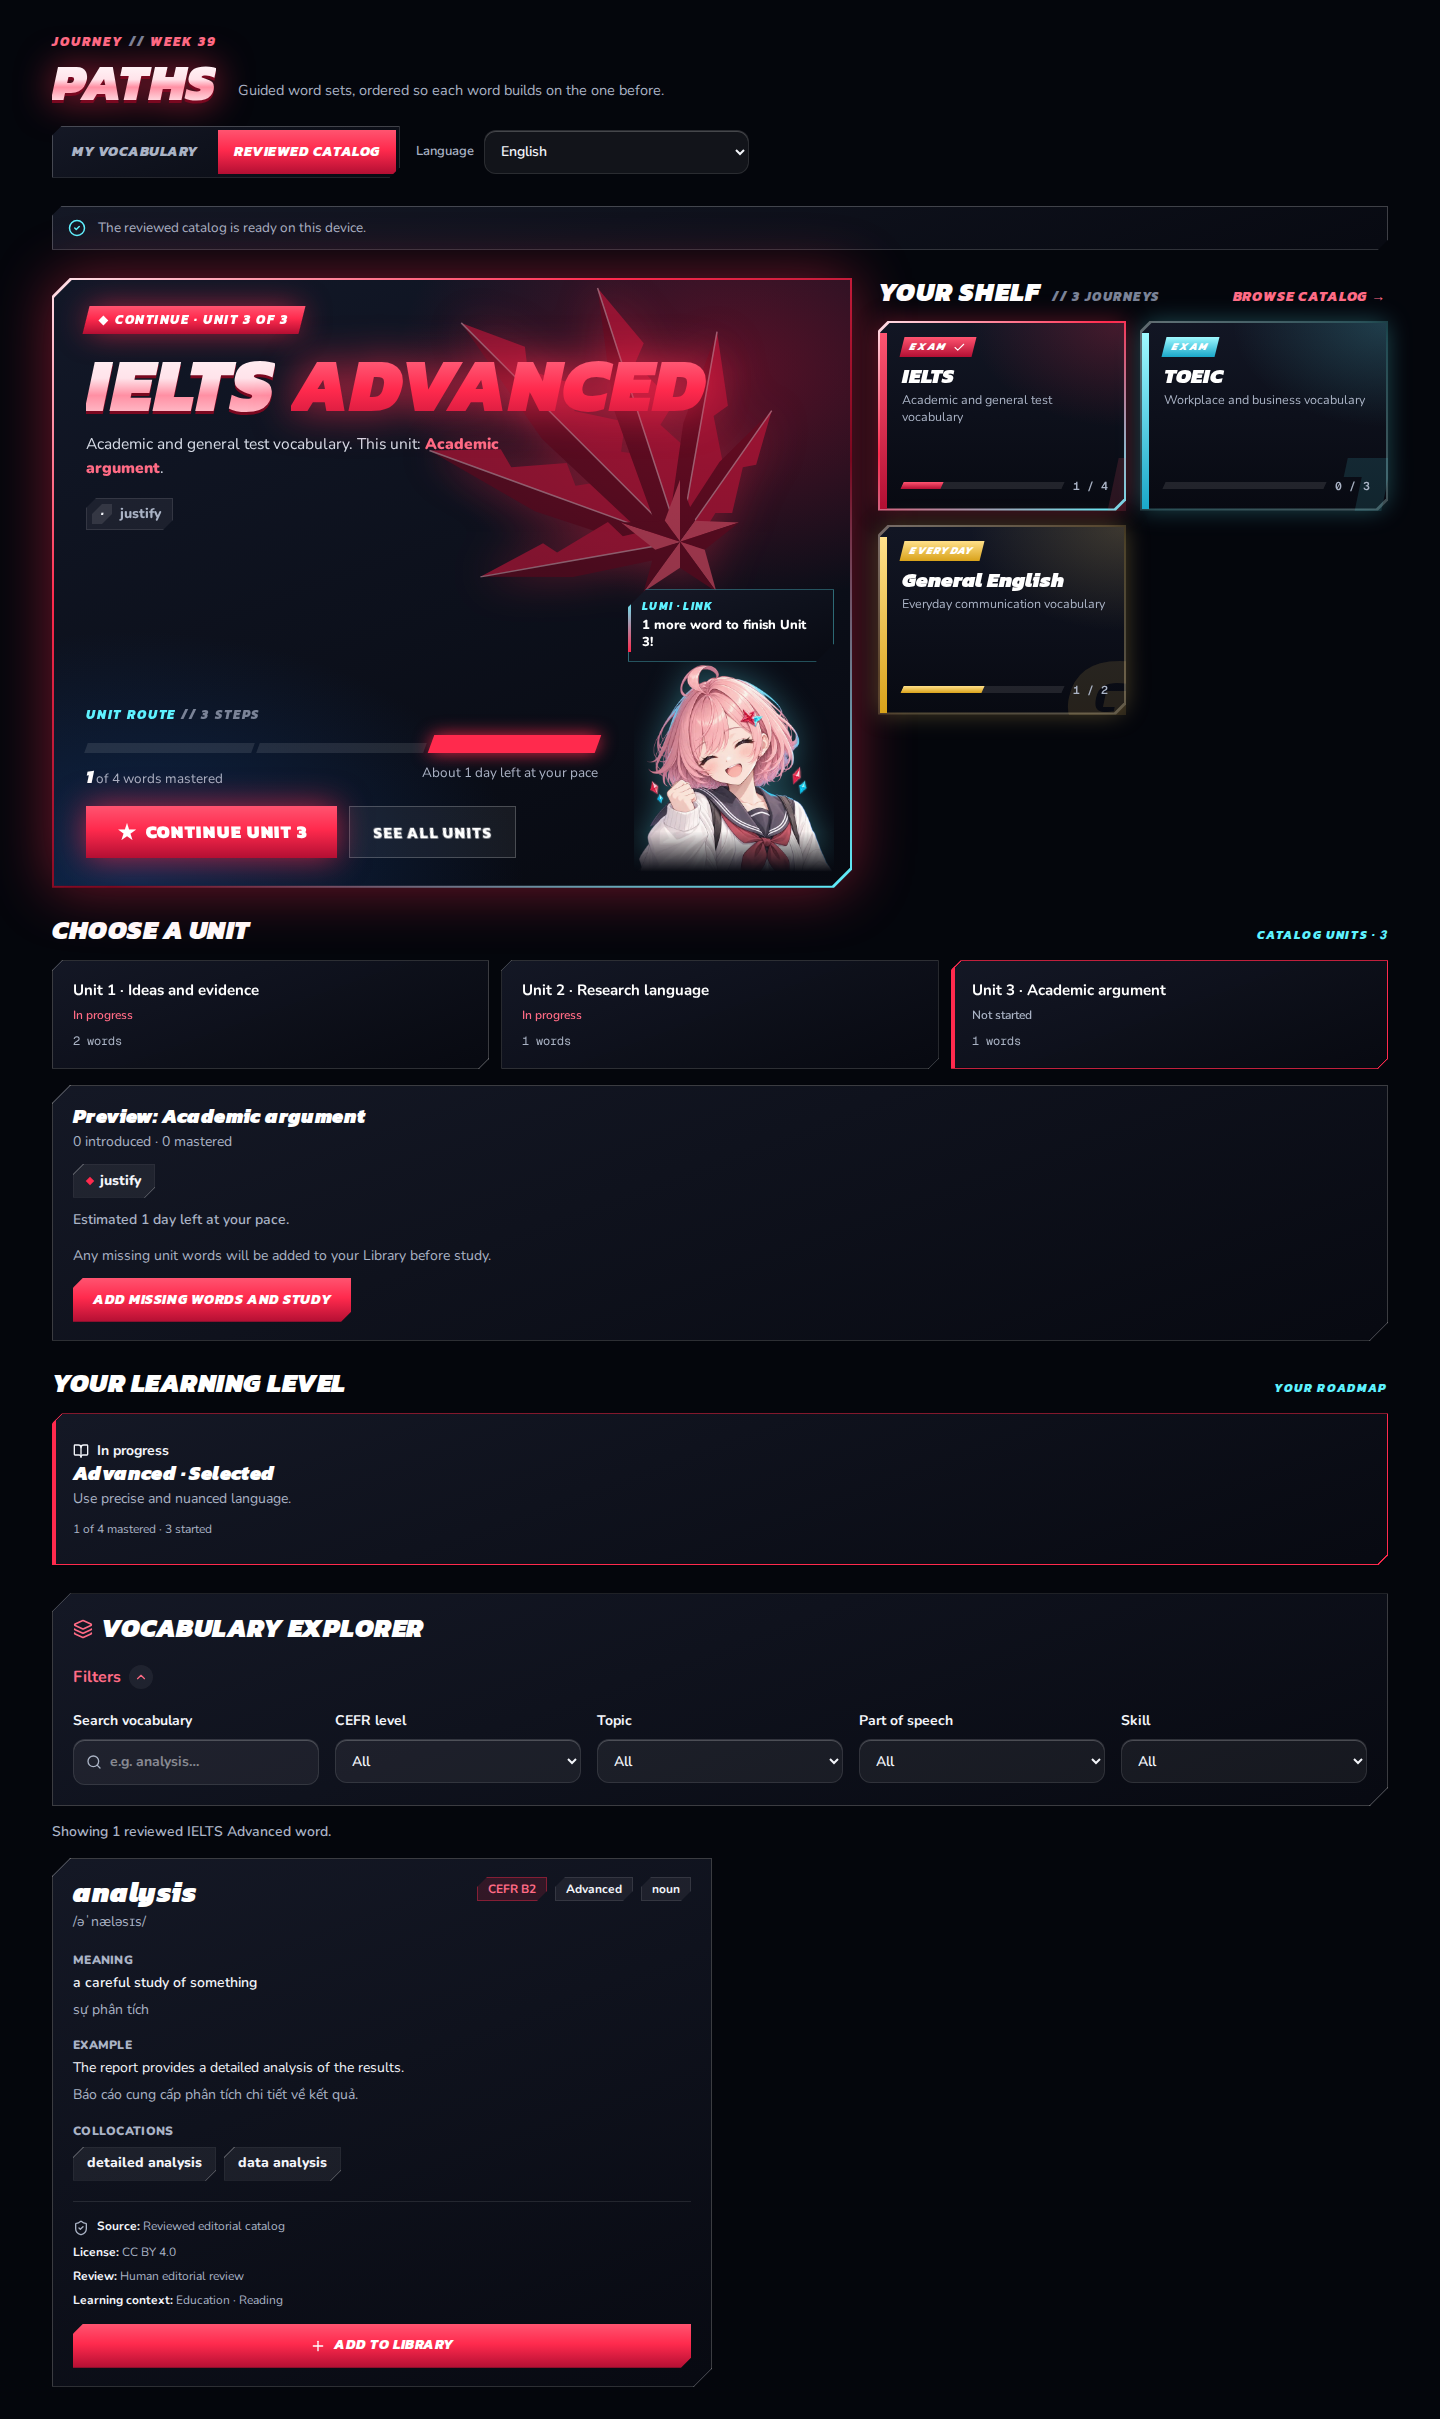 JOURNEY // WEEK 39
PATHS
Guided word sets, ordered so each word builds on the one before.
MY VOCABULARY
REVIEWED CATALOG
Language
English
The reviewed catalog is ready on this device.
◆ CONTINUE · UNIT 3 OF 3
IELTS ADVANCED
Academic and general test vocabulary. This unit: Academic
argument.
· justify
LUMI · LINK
1 more word to finish Unit
3!
UNIT ROUTE // 3 STEPS
1 of 4 words mastered
About 1 day left at your pace
★ CONTINUE UNIT 3
SEE ALL UNITS
YOUR SHELF // 3 JOURNEYS
BROWSE CATALOG →
EXAM ✓
IELTS
Academic and general test
vocabulary
1 / 4
EXAM
TOEIC
Workplace and business vocabulary
0 / 3
EVERYDAY
General English
Everyday communication vocabulary
1 / 2
CHOOSE A UNIT
CATALOG UNITS · 3
Unit 1 · Ideas and evidence
In progress
2 words
Unit 2 · Research language
In progress
1 words
Unit 3 · Academic argument
Not started
1 words
Preview: Academic argument
0 introduced · 0 mastered
◆ justify
Estimated 1 day left at your pace.
Any missing unit words will be added to your Library before study.
ADD MISSING WORDS AND STUDY
YOUR LEARNING LEVEL
YOUR ROADMAP
In progress
Advanced · Selected
Use precise and nuanced language.
1 of 4 mastered · 3 started
VOCABULARY EXPLORER
Filters
Search vocabulary
e.g. analysis...
CEFR level
All
Topic
All
Part of speech
All
Skill
All
Showing 1 reviewed IELTS Advanced word.
analysis
CEFR B2
Advanced
noun
/əˈnæləsɪs/
MEANING
a careful study of something
sự phân tích
EXAMPLE
The report provides a detailed analysis of the results.
Báo cáo cung cấp phân tích chi tiết về kết quả.
COLLOCATIONS
detailed analysis
data analysis
Source: Reviewed editorial catalog
License: CC BY 4.0
Review: Human editorial review
Learning context: Education · Reading
+ ADD TO LIBRARY